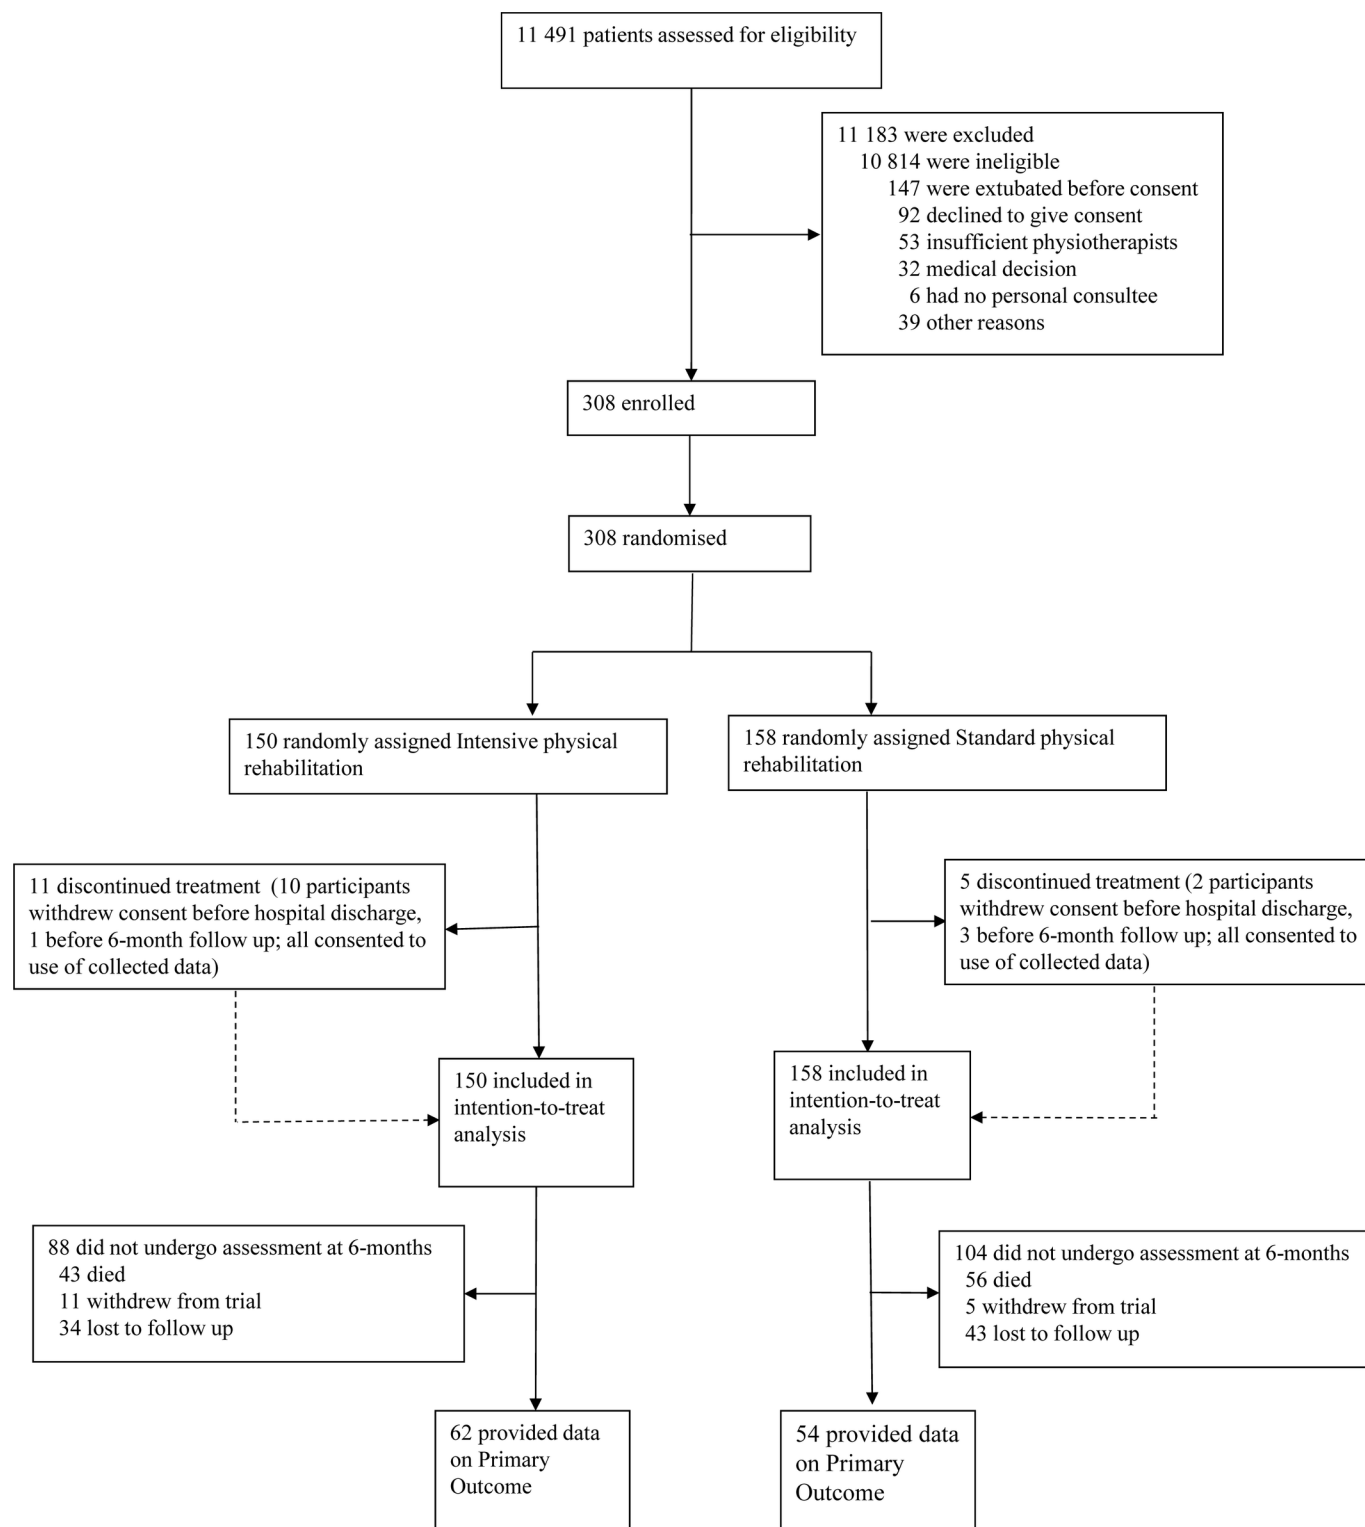 11 491 patients assessed for eligibility
11 183 were excluded
10 814 were ineligible
147 were extubated before consent
92 declined to give consent
53 insufficient physiotherapists
32 medical decision
6 had no personal consultee
39 other reasons
308 enrolled
308 randomised
150 randomly assigned Intensive physical
rehabilitation
158 randomly assigned Standard physical
rehabilitation
11 discontinued treatment (10 participants
withdrew consent before hospital discharge,
1 before 6-month follow up; all consented to
use of collected data)
5 discontinued treatment (2 participants
withdrew consent before hospital discharge,
3 before 6-month follow up; all consented to
use of collected data)
150 included in
intention-to-treat
analysis
158 included in
intention-to-treat
analysis
88 did not undergo assessment at 6-months
43 died
11 withdrew from trial
34 lost to follow up
104 did not undergo assessment at 6-months
56 died
5 withdrew from trial
43 lost to follow up
62 provided data
on Primary
Outcome
54 provided data
on Primary
Outcome